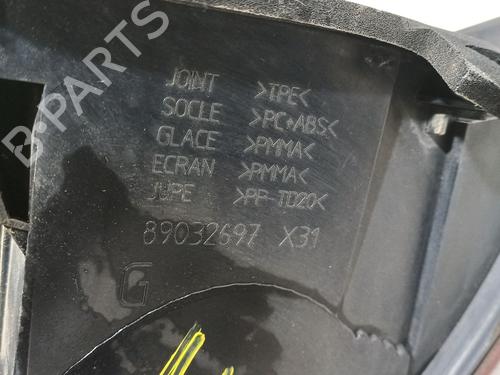 JOINT >TPE<
SOCLE >PC+ABS<
GLACE >PMMA<
ECRAN >PMMA<
JUPE >PP-TD20<
89032697 X31
G
B-PARTS